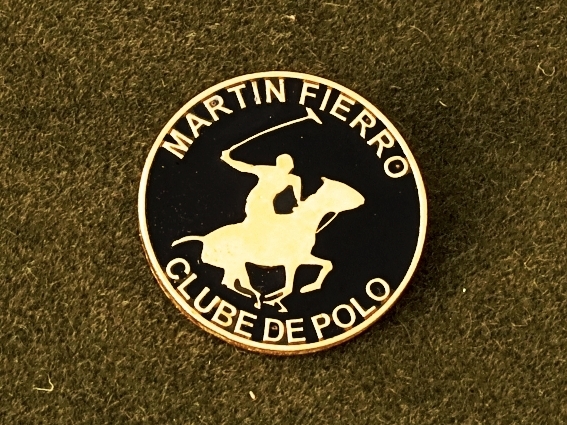 MARTIN FIERRO
CLUBE DE POLO